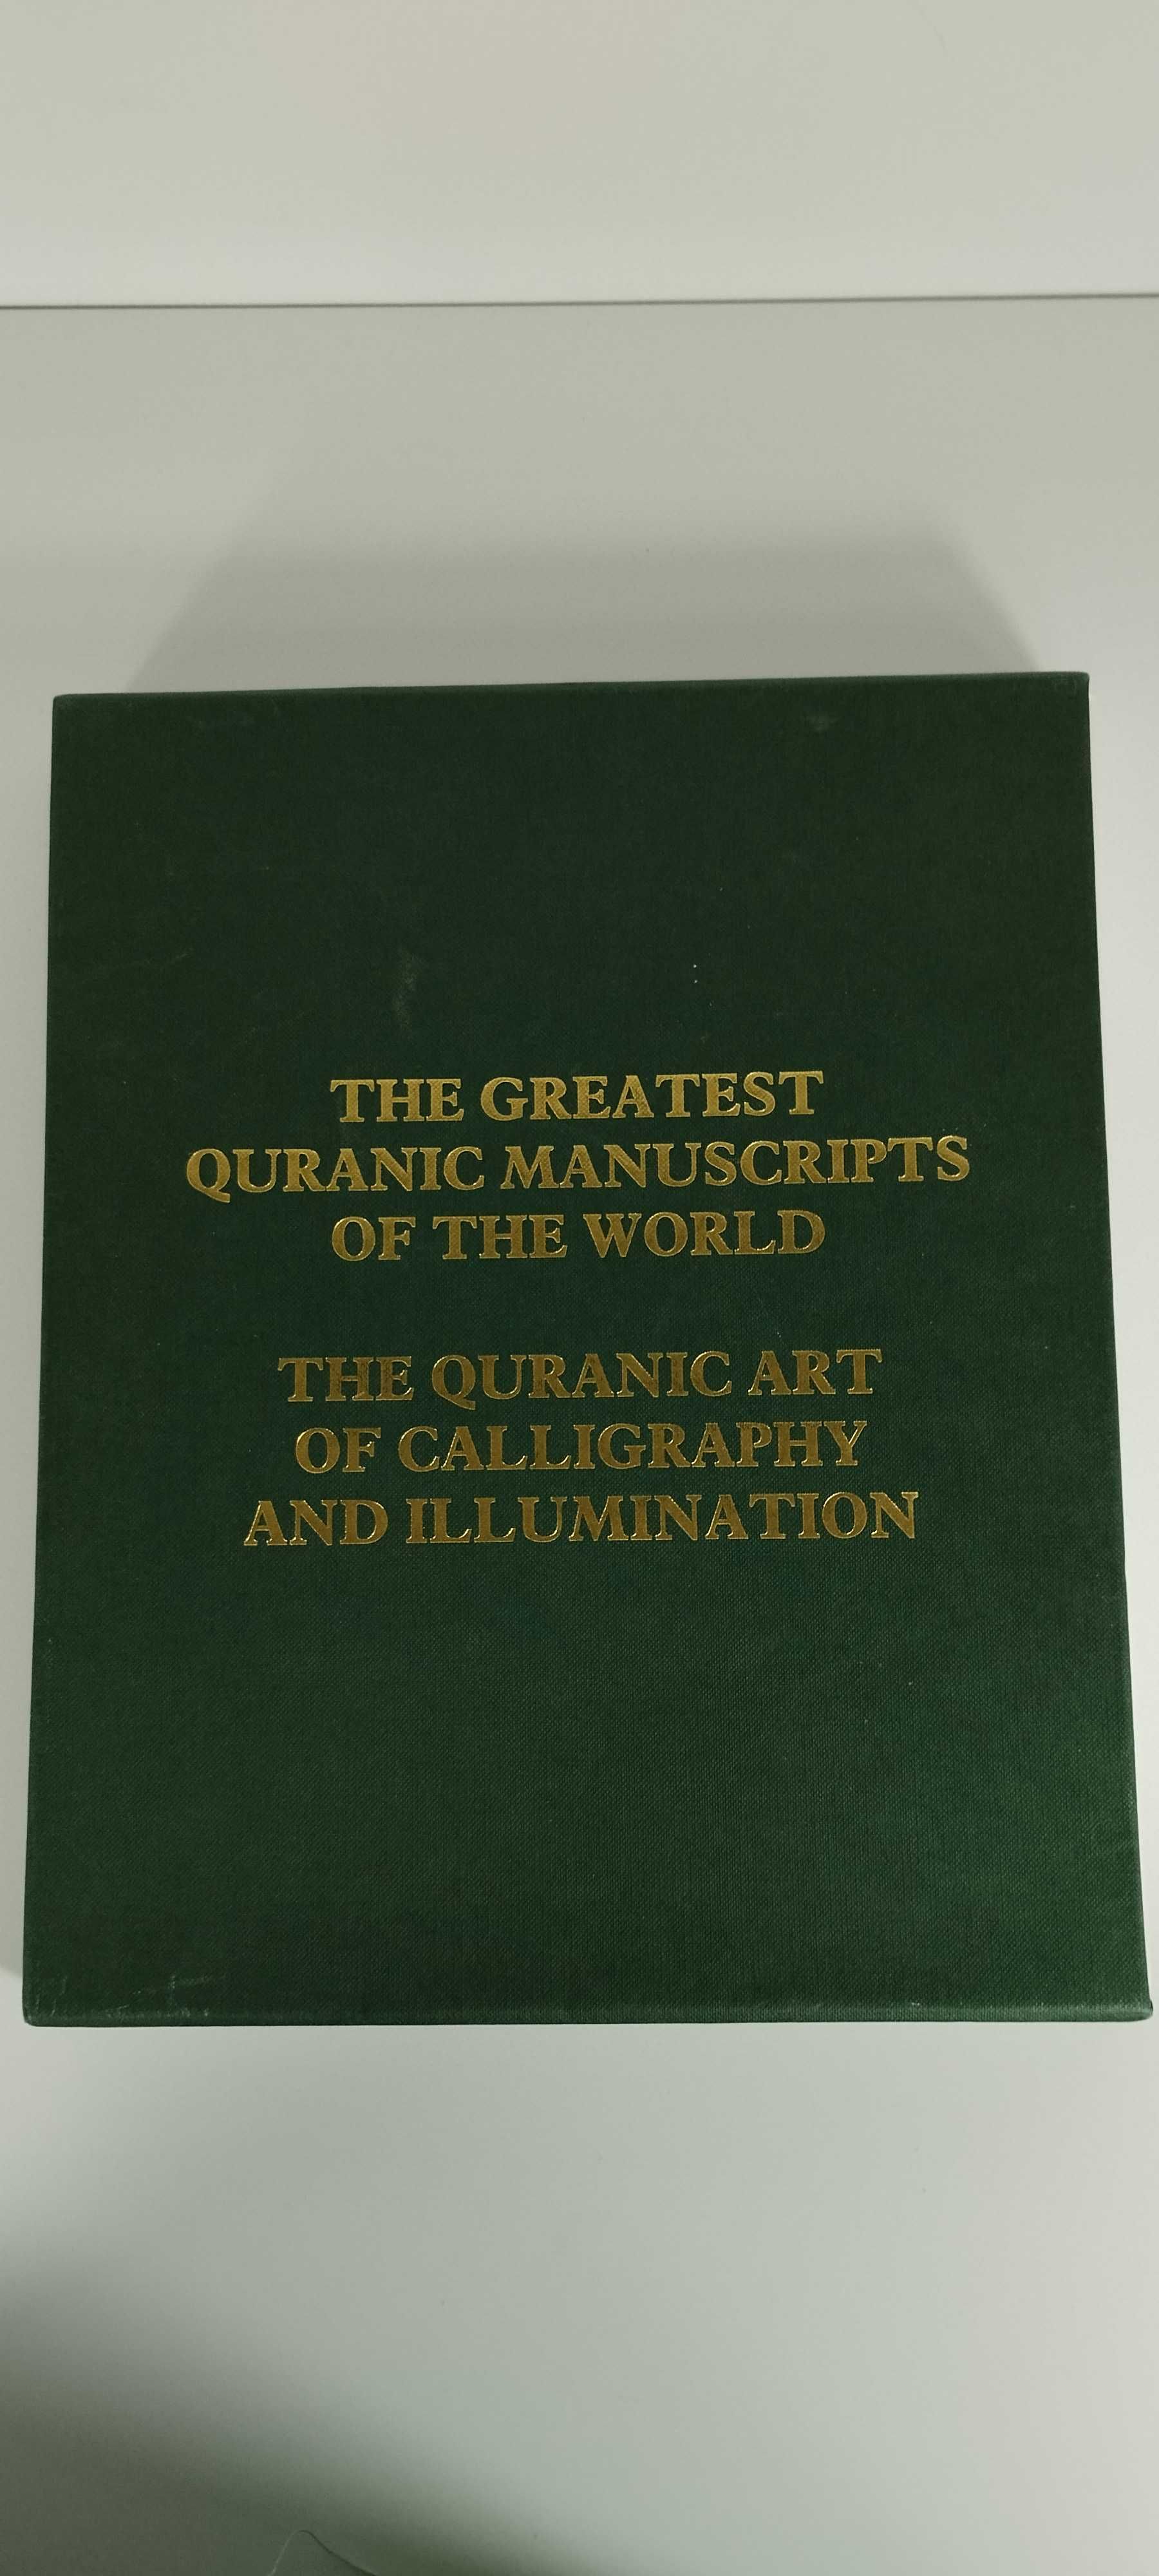 THE GREATEST
QURANIC MANUSCRIPTS
OF THE WORLD
THE QURANIC ART
OF CALLIGRAPHY
AND ILLUMINATION